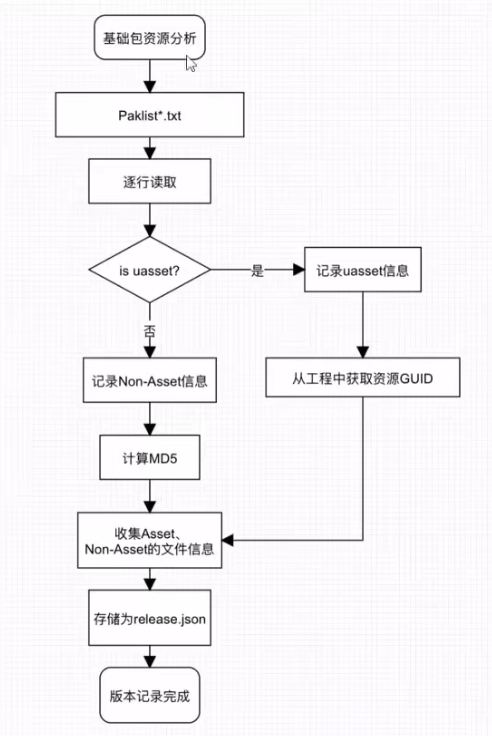 基础包资源分析
Paklist*.txt
逐行读取
is uasset?
是
记录uasset信息
否
记录Non-Asset信息
从工程中获取资源GUID
计算MD5
收集Asset、
Non-Asset的文件信息
存储为release.json
版本记录完成